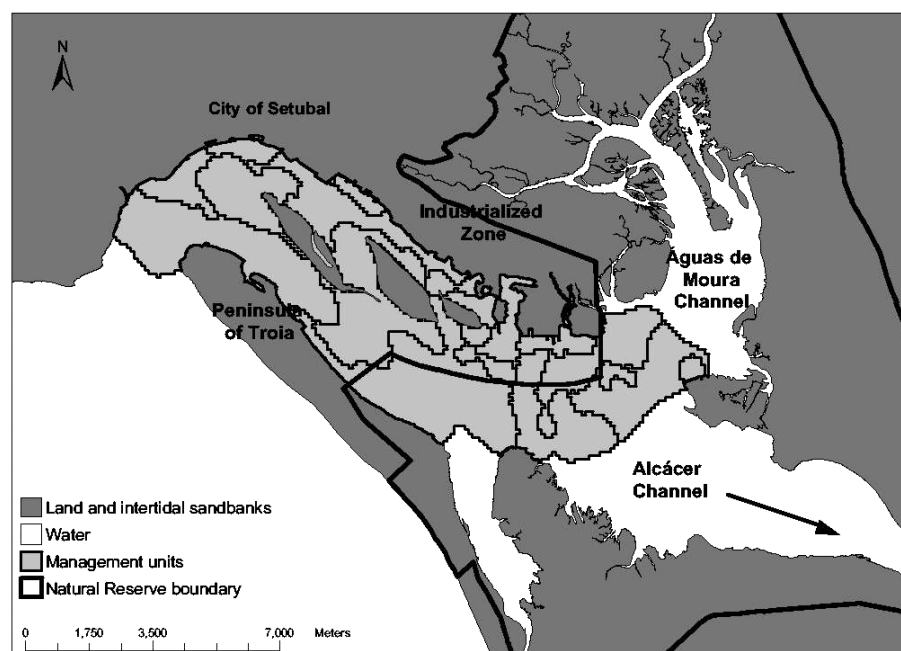 N
City of Setubal
Industrialized
Zone
Águas de
Moura
Channel
Peninsula
of Troia
Alcácer
Channel
Land and intertidal sandbanks
Water
Management units
Natural Reserve boundary
0 1,750 3,500 7,000 Meters